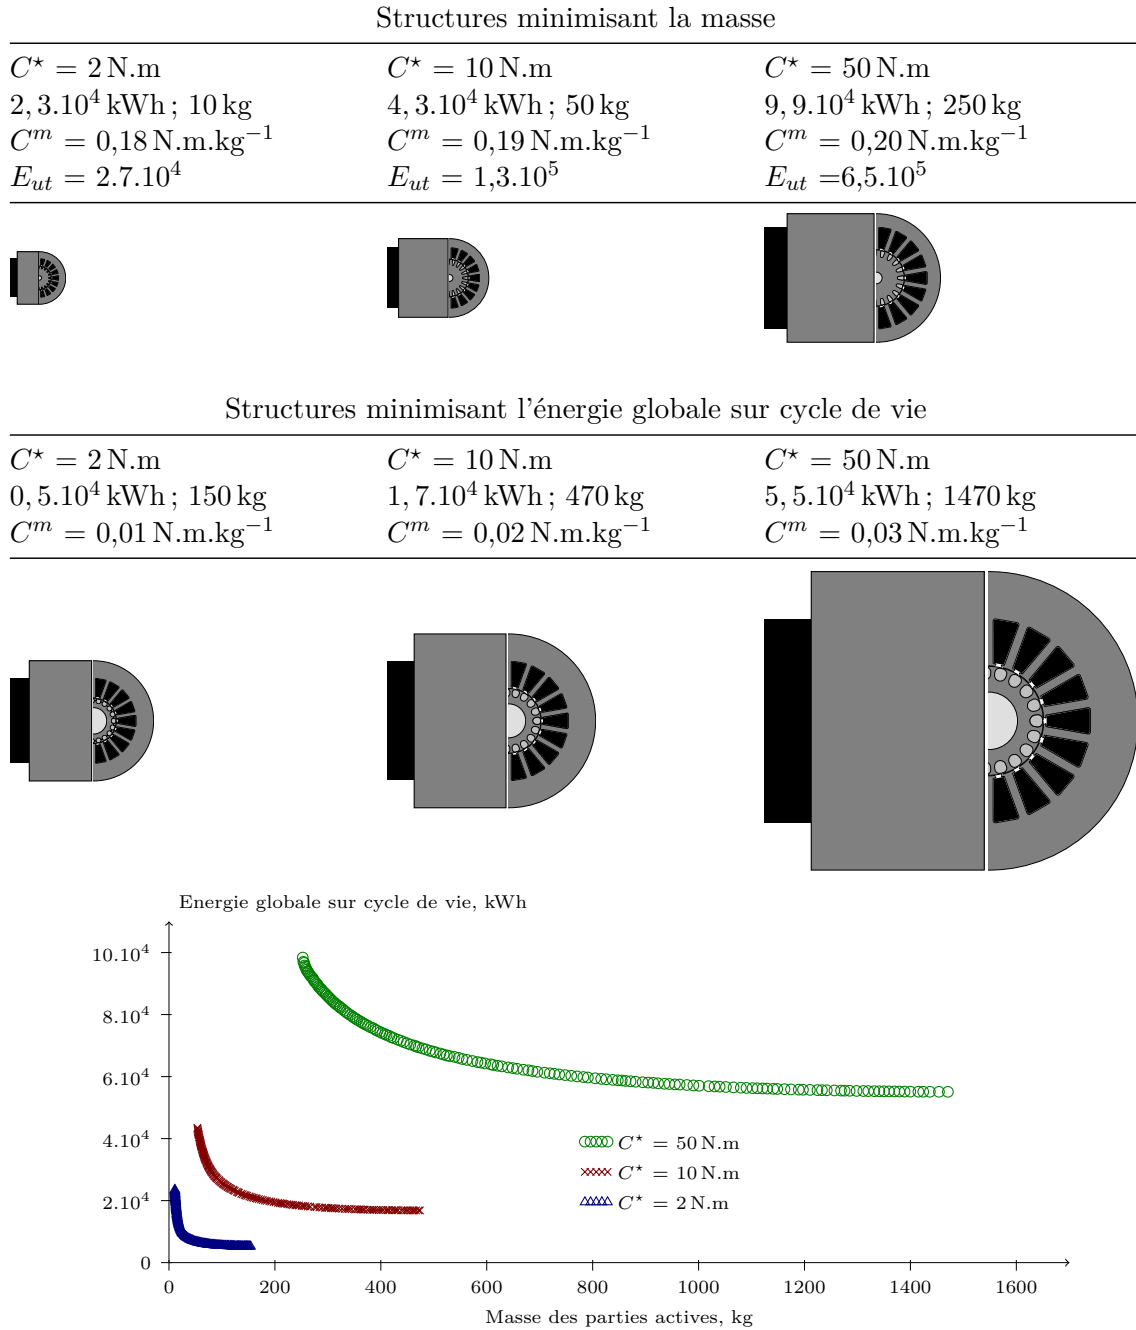 Structures minimisant la masse
C⋆ = 2 N.m C⋆ = 10 N.m C⋆ = 50 N.m
2, 3.10⁴ kWh ; 10 kg 4, 3.10⁴ kWh ; 50 kg 9, 9.10⁴ kWh ; 250 kg
Cᵐ = 0,18 N.m.kg⁻¹ Cᵐ = 0,19 N.m.kg⁻¹ Cᵐ = 0,20 N.m.kg⁻¹
E_ut = 2.7.10⁴ E_ut = 1,3.10⁵ E_ut =6,5.10⁵
Structures minimisant l'énergie globale sur cycle de vie
C⋆ = 2 N.m C⋆ = 10 N.m C⋆ = 50 N.m
0, 5.10⁴ kWh ; 150 kg 1, 7.10⁴ kWh ; 470 kg 5, 5.10⁴ kWh ; 1470 kg
Cᵐ = 0,01 N.m.kg⁻¹ Cᵐ = 0,02 N.m.kg⁻¹ Cᵐ = 0,03 N.m.kg⁻¹
Energie globale sur cycle de vie, kWh
10.10⁴
8.10⁴
6.10⁴
4.10⁴
2.10⁴
0
C⋆ = 50 N.m
C⋆ = 10 N.m
C⋆ = 2 N.m
0 200 400 600 800 1000 1200 1400 1600
Masse des parties actives, kg